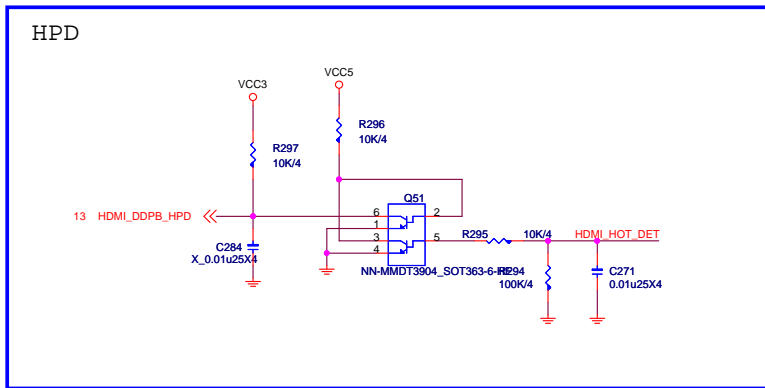 HPD
VCC5
VCC3
R296
10K/4
R297
10K/4
Q51
13 HDMI_DDPB_HPD
6
2
1
3
5
4
R295
10K/4
HDMI_HOT_DET
C284
X_0.01u25X4
NN-MMDT3904_SOT363-6-RF
R294
100K/4
C271
0.01u25X4